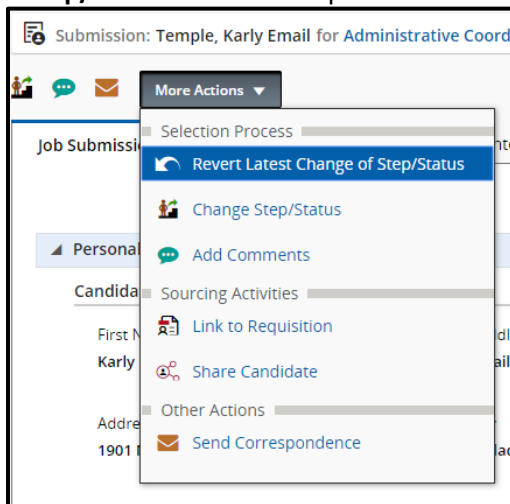 Submission: Temple, Karly Email for Administrative Coord
More Actions
Job Submissi
Selection Process
Revert Latest Change of Step/Status
Change Step/Status
Personal
Add Comments
Candida
Sourcing Activities
First N
Link to Requisition
Karly
Share Candidate
Addre
Other Actions
1901
Send Correspondence